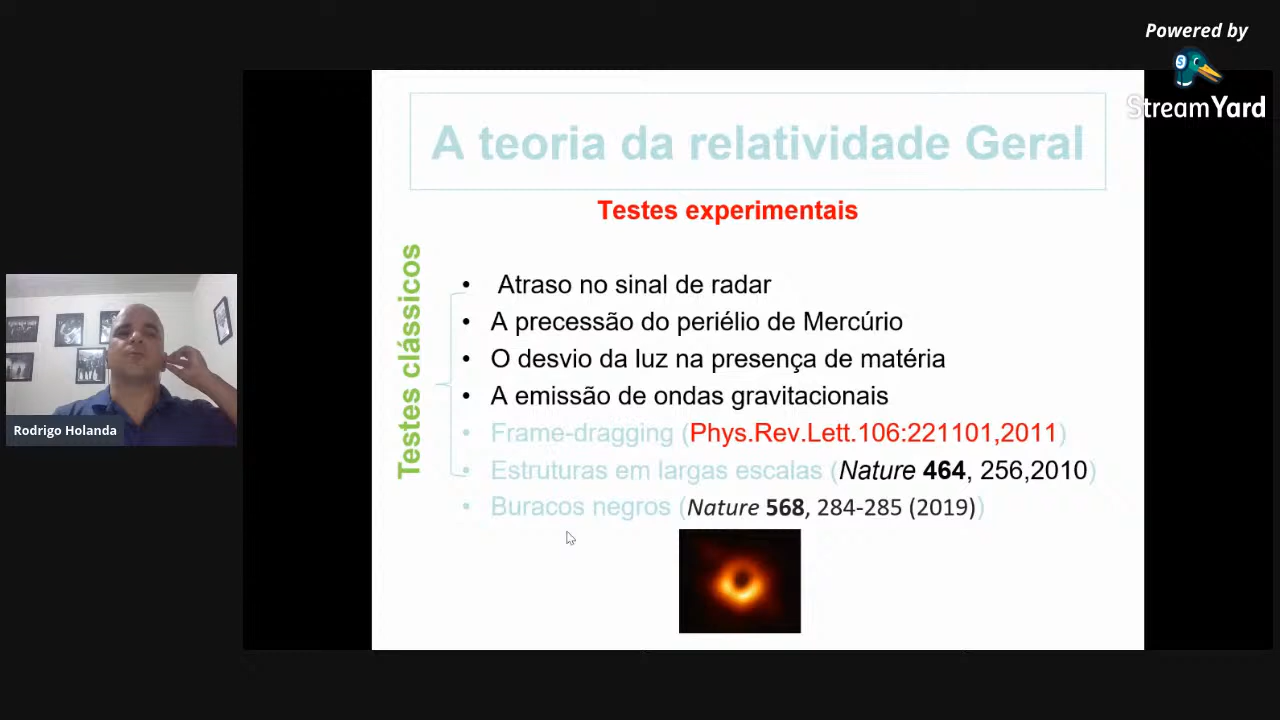 Powered by
StreamYard
A teoria da relatividade Geral
Testes experimentais
Testes clássicos
• Atraso no sinal de radar
• A precessão do periélio de Mercúrio
• O desvio da luz na presença de matéria
• A emissão de ondas gravitacionais
• Frame-dragging (Phys.Rev.Lett.106:221101,2011)
• Estruturas em largas escalas (Nature 464, 256,2010)
• Buracos negros (Nature 568, 284-285 (2019))
Rodrigo Holanda